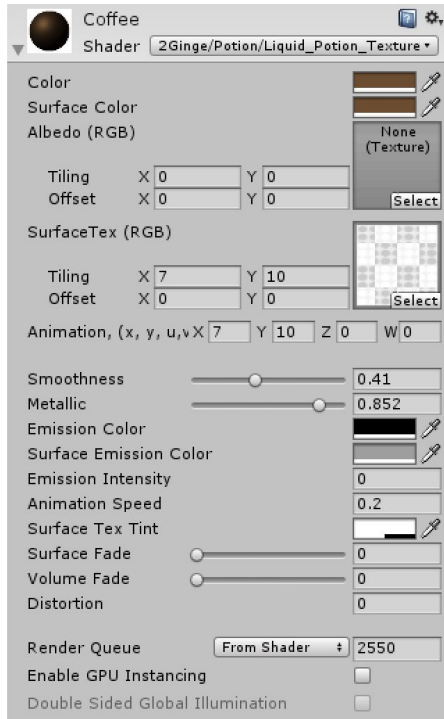 Coffee
Shader 2Ginge/Potion/Liquid_Potion_Texture
Color
Surface Color
Albedo (RGB)
None
(Texture)
Tiling X 0 Y 0
Offset X 0 Y 0
Select
SurfaceTex (RGB)
Tiling X 7 Y 10
Offset X 0 Y 0
Select
Animation, (x, y, u,v X 7 Y 10 Z 0 W 0
Smoothness 0.41
Metallic 0.852
Emission Color
Surface Emission Color
Emission Intensity 0
Animation Speed 0.2
Surface Tex Tint
Surface Fade 0
Volume Fade 0
Distortion 0
Render Queue From Shader 2550
Enable GPU Instancing
Double Sided Global Illumination